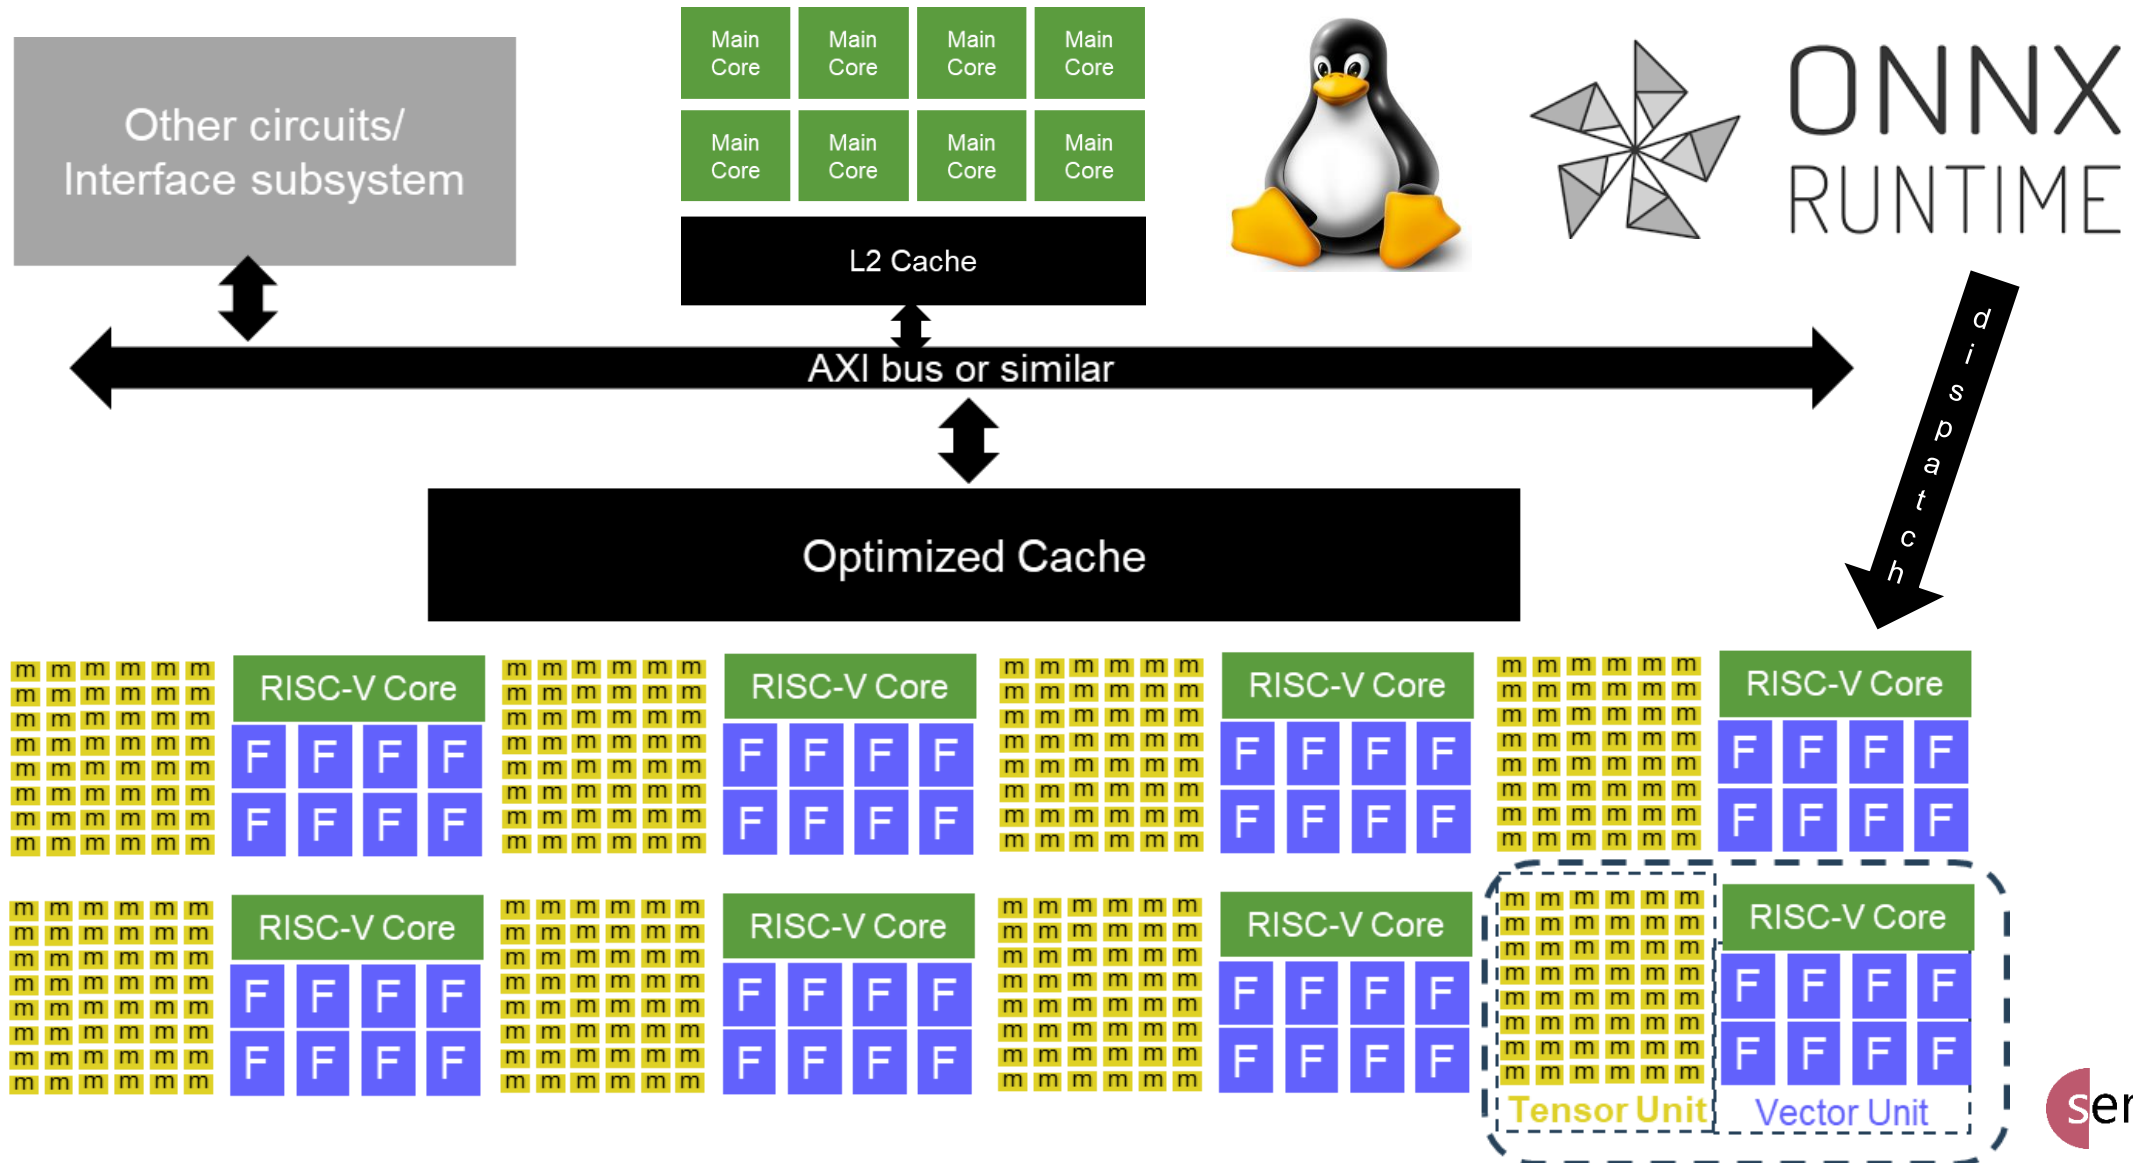 Other circuits/
Interface subsystem
Main
Core
Main
Core
Main
Core
Main
Core
Main
Core
Main
Core
Main
Core
Main
Core
L2 Cache
ONNX
RUNTIME
dispatch
AXI bus or similar
Optimized Cache
m m m m m m
m m m m m m
m m m m m m
m m m m m m
m m m m m m
m m m m m m
m m m m m m
m m m m m m
RISC-V Core
F F F F
F F F F
m m m m m m
m m m m m m
m m m m m m
m m m m m m
m m m m m m
m m m m m m
m m m m m m
m m m m m m
RISC-V Core
F F F F
F F F F
m m m m m m
m m m m m m
m m m m m m
m m m m m m
m m m m m m
m m m m m m
m m m m m m
m m m m m m
RISC-V Core
F F F F
F F F F
m m m m m m
m m m m m m
m m m m m m
m m m m m m
m m m m m m
m m m m m m
m m m m m m
m m m m m m
RISC-V Core
F F F F
F F F F
m m m m m m
m m m m m m
m m m m m m
m m m m m m
m m m m m m
m m m m m m
m m m m m m
m m m m m m
RISC-V Core
F F F F
F F F F
m m m m m m
m m m m m m
m m m m m m
m m m m m m
m m m m m m
m m m m m m
m m m m m m
m m m m m m
RISC-V Core
F F F F
F F F F
m m m m m m
m m m m m m
m m m m m m
m m m m m m
m m m m m m
m m m m m m
m m m m m m
m m m m m m
RISC-V Core
F F F F
F F F F
m m m m m m
m m m m m m
m m m m m m
m m m m m m
m m m m m m
m m m m m m
m m m m m m
m m m m m m
RISC-V Core
F F F F
F F F F
Tensor Unit
Vector Unit